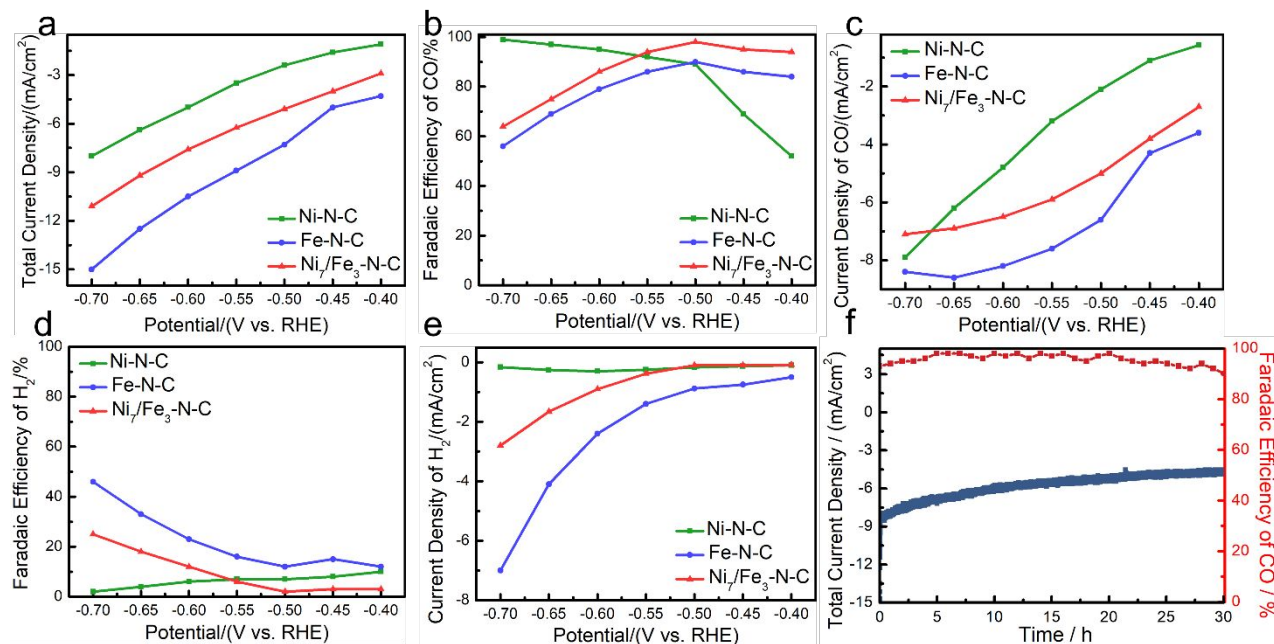 a
Total Current Density/(mA/cm²)
-3
-6
-9
-12
-15
Ni-N-C
Fe-N-C
Ni₇/Fe₃-N-C
-0.70 -0.65 -0.60 -0.55 -0.50 -0.45 -0.40
Potential/(V vs. RHE)
b
Faradaic Efficiency of CO/%
100
80
60
40
20
0
Ni-N-C
Fe-N-C
Ni₇/Fe₃-N-C
-0.70 -0.65 -0.60 -0.55 -0.50 -0.45 -0.40
Potential/(V vs. RHE)
c
Current Density of CO/(mA/cm²)
-2
-4
-6
-8
Ni-N-C
Fe-N-C
Ni₇/Fe₃-N-C
-0.70 -0.65 -0.60 -0.55 -0.50 -0.45 -0.40
Potential/(V vs. RHE)
d
Faradaic Efficiency of H₂/%
100
80
60
40
20
0
Ni-N-C
Fe-N-C
Ni₇/Fe₃-N-C
-0.70 -0.65 -0.60 -0.55 -0.50 -0.45 -0.40
Potential/(V vs. RHE)
e
Current Density of H₂/(mA/cm²)
0
-2
-4
-6
-8
Ni-N-C
Fe-N-C
Ni₇/Fe₃-N-C
-0.70 -0.65 -0.60 -0.55 -0.50 -0.45 -0.40
Potential/(V vs. RHE)
f
Total Current Density / (mA/cm²)
3
0
-3
-6
-9
-12
-15
0 5 10 15 20 25 30
Time / h
100
80
60
40
20
0
Faradaic Efficiency of CO / %